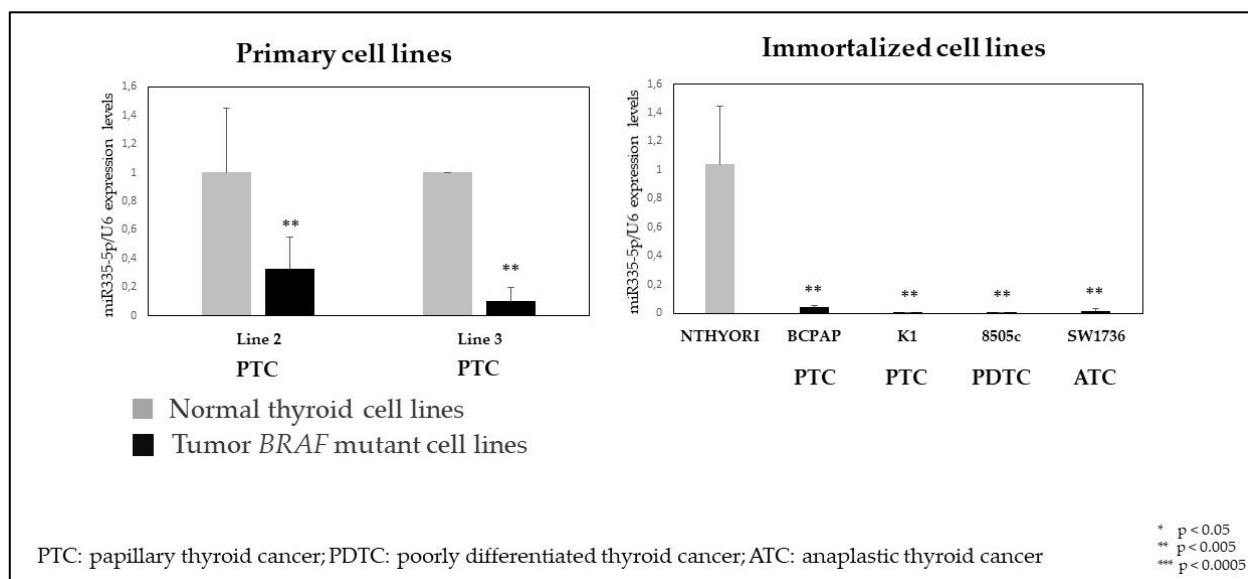 Primary cell lines
miR335-5p/U6 expression levels
1,6
1,4
1,2
1
0,8
0,6
0,4
0,2
0
**
**
Line 2
Line 3
PTC
PTC
Normal thyroid cell lines
Tumor BRAF mutant cell lines
Immortalized cell lines
miR335-5p/U6 expression levels
1,6
1,4
1,2
1
0,8
0,6
0,4
0,2
0
**
**
**
**
NTHYORI
BCPAP
K1
8505c
SW1736
PTC
PTC
PDTC
ATC
PTC: papillary thyroid cancer; PDTC: poorly differentiated thyroid cancer; ATC: anaplastic thyroid cancer
* p < 0.05
** p < 0.005
*** p < 0.0005